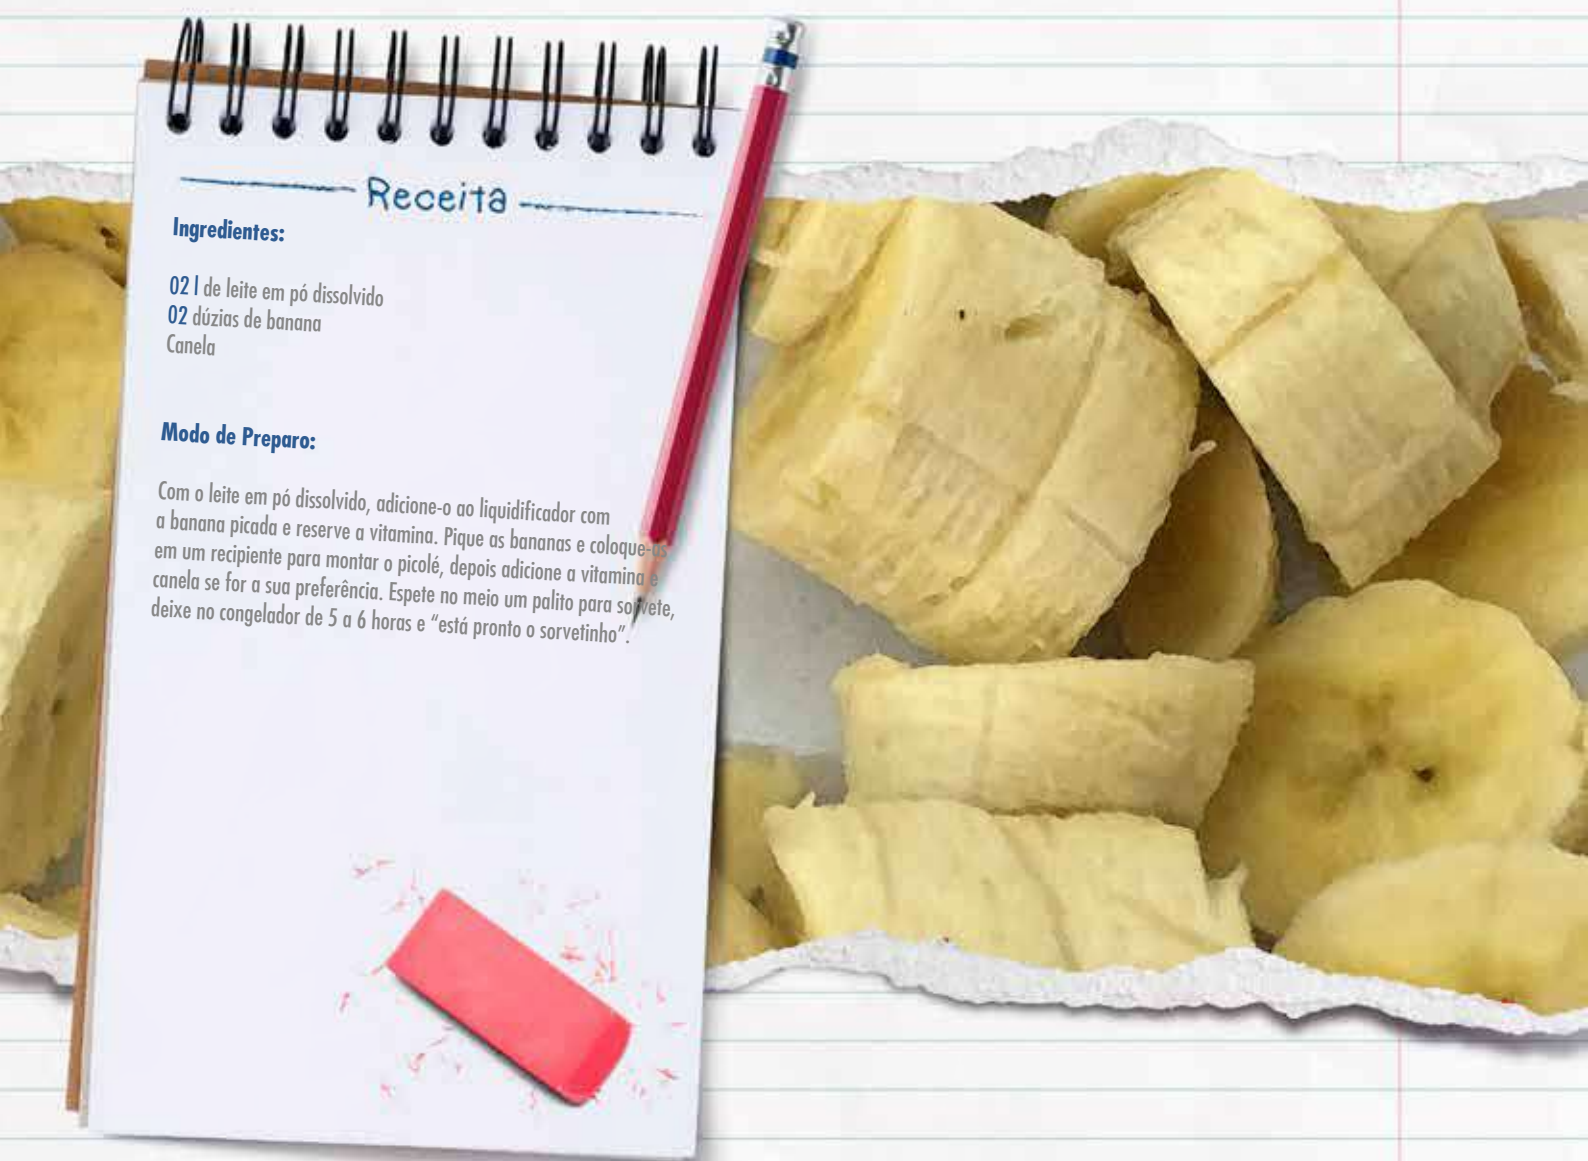 Receita
Ingredientes:
02 l de leite em pó dissolvido
02 dúzias de banana
Canela
Modo de Preparo:
Com o leite em pó dissolvido, adicione-o ao liquidificador com
a banana picada e reserve a vitamina. Pique as bananas e coloque-as
em um recipiente para montar o picolé, depois adicione a vitamina e
canela se for a sua preferência. Espete no meio um palito para sorvete,
deixe no congelador de 5 a 6 horas e “está pronto o sorvetinho”.